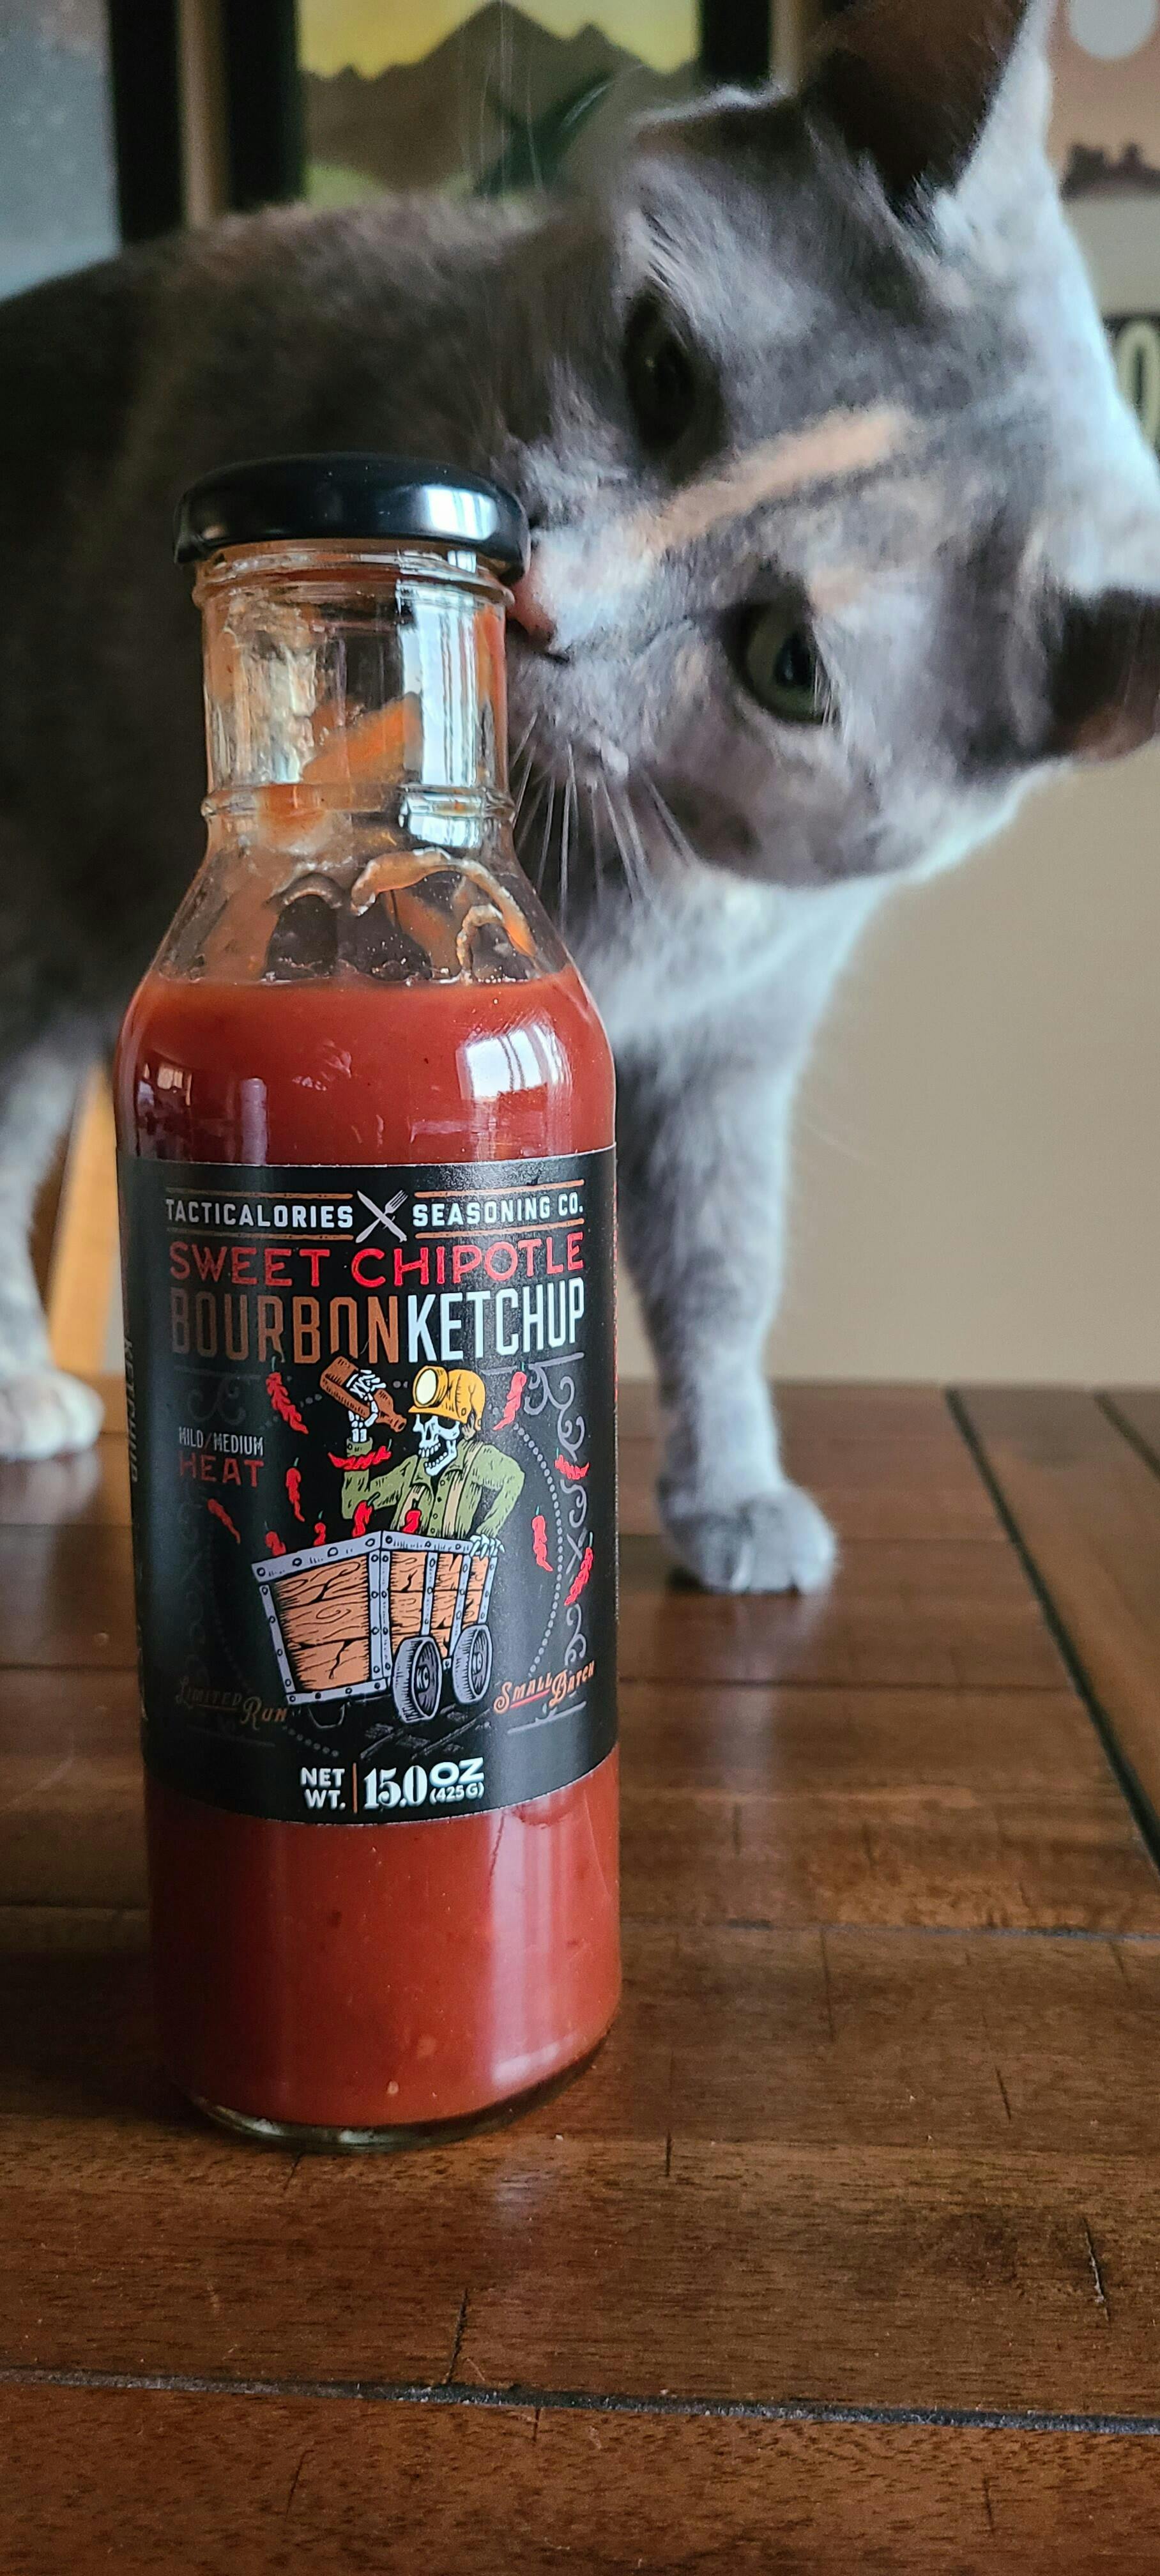 TACTICALORIES SEASONING CO.
SWEET CHIPOTLE
BOURBON KETCHUP
MILD/MEDIUM
HEAT
LIMITED RUN
SMALL BATCH
NET WT. 15.0 OZ (425 G)
KETCHUP